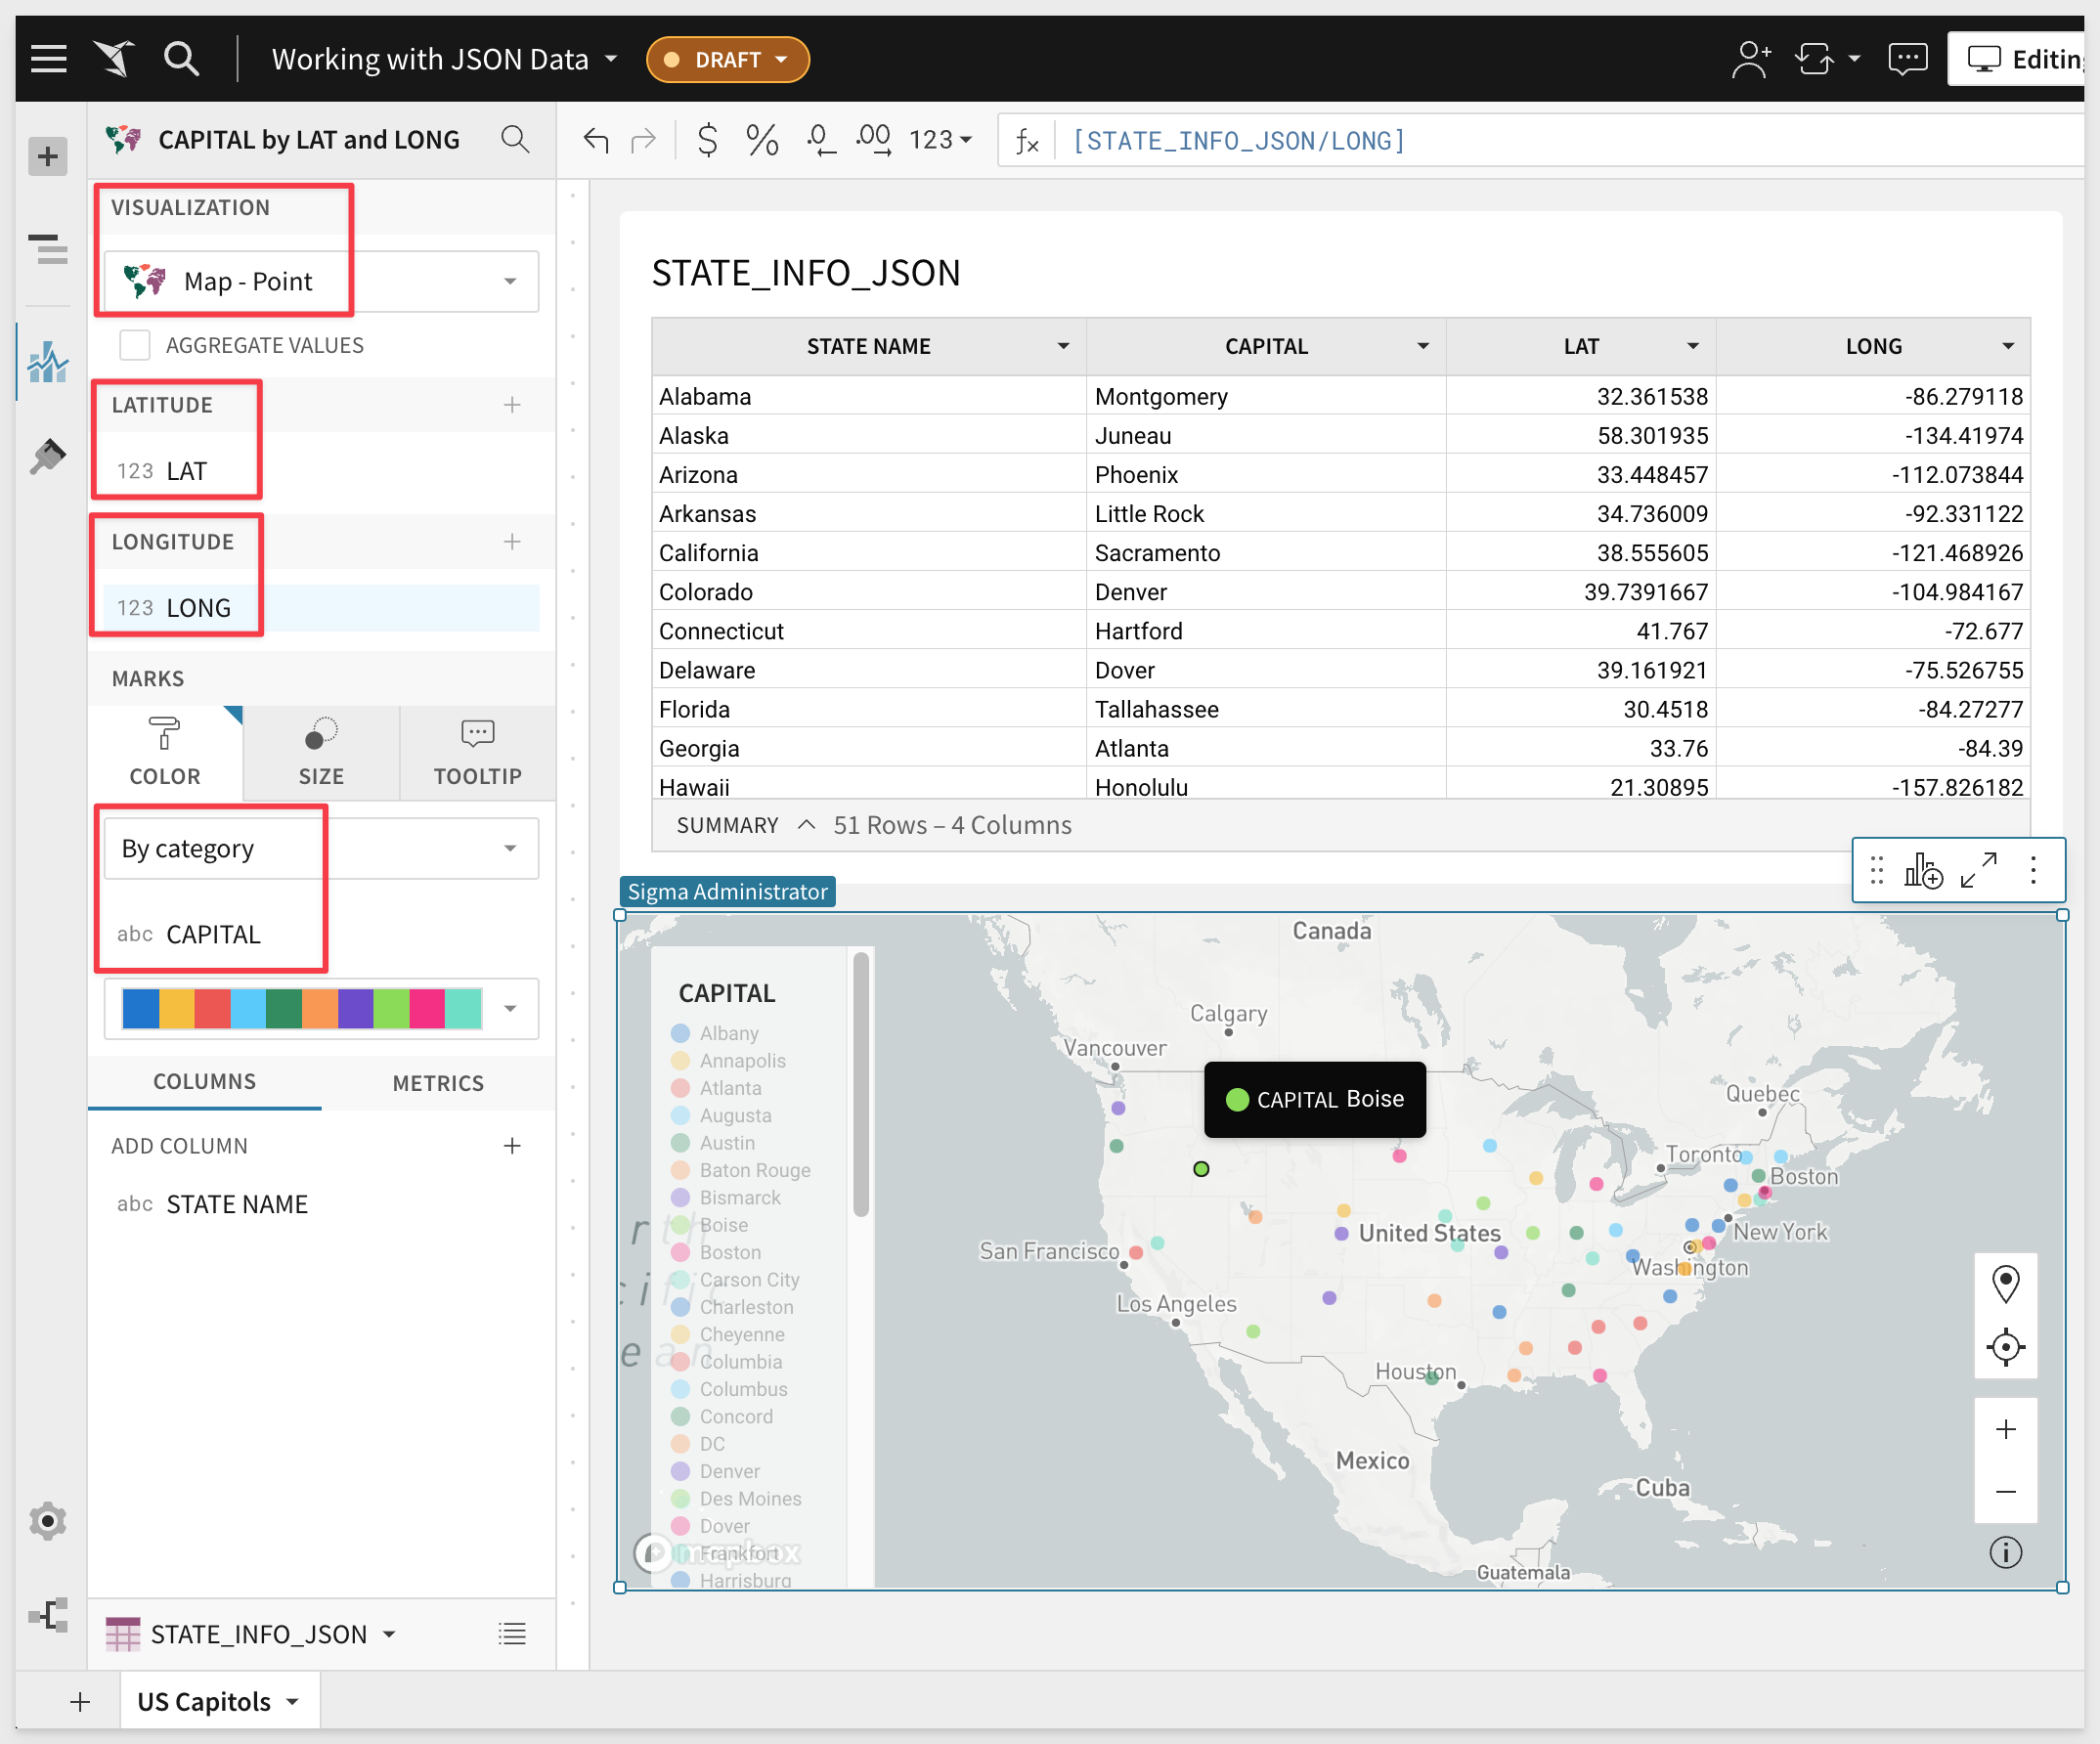 Working with JSON Data
DRAFT
Editing
CAPITAL by LAT and LONG
123
fx
[STATE_INFO_JSON/LONG]
VISUALIZATION
Map - Point
AGGREGATE VALUES
LATITUDE
123 LAT
LONGITUDE
123 LONG
MARKS
COLOR
SIZE
TOOLTIP
By category
abc CAPITAL
COLUMNS
METRICS
ADD COLUMN
abc STATE NAME
STATE_INFO_JSON
US Capitols
STATE_INFO_JSON
STATE NAME CAPITAL LAT LONG
Alabama Montgomery 32.361538 -86.279118
Alaska Juneau 58.301935 -134.41974
Arizona Phoenix 33.448457 -112.073844
Arkansas Little Rock 34.736009 -92.331122
California Sacramento 38.555605 -121.468926
Colorado Denver 39.7391667 -104.984167
Connecticut Hartford 41.767 -72.677
Delaware Dover 39.161921 -75.526755
Florida Tallahassee 30.4518 -84.27277
Georgia Atlanta 33.76 -84.39
Hawaii Honolulu 21.30895 -157.826182
SUMMARY 51 Rows – 4 Columns
Sigma Administrator
CAPITAL
Albany
Annapolis
Atlanta
Augusta
Austin
Baton Rouge
Bismarck
Boise
Boston
Carson City
Charleston
Cheyenne
Columbia
Columbus
Concord
DC
Denver
Des Moines
Dover
Frankfort
Harrisburg
mapbox
Canada
Calgary
Vancouver
CAPITAL Boise
Quebec
Toronto
Boston
United States
New York
San Francisco
Washington
Los Angeles
Houston
Mexico
Cuba
Guatemala